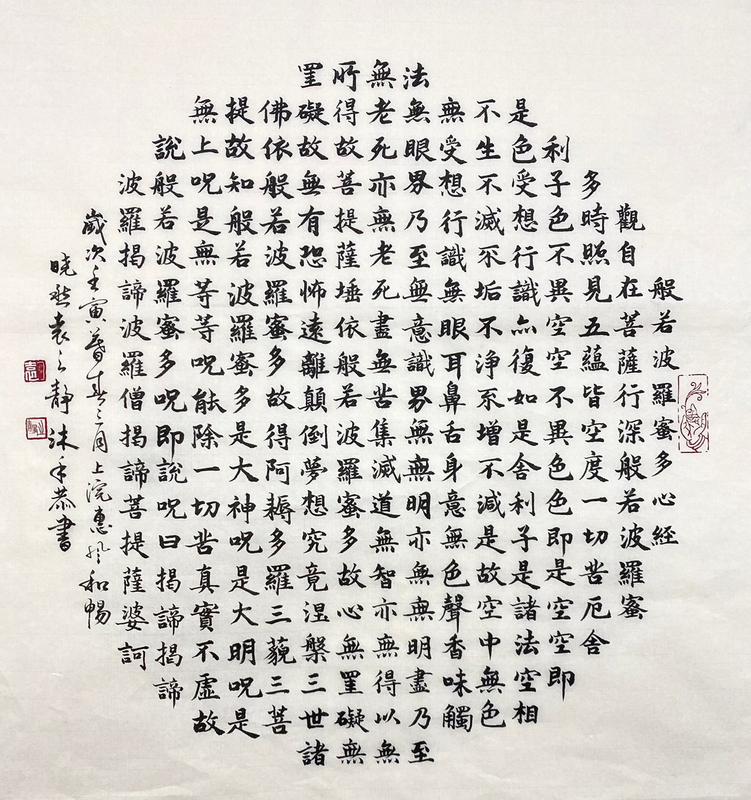 般若波羅蜜多心経
觀自在菩薩行深般若波羅蜜
多時照見五蘊皆空度一切苦厄舍
利子色不異空空不異色色即是空空即
是色受想行識亦復如是舍利子是諸法空相
不生不滅不垢不淨不增不減是故空中無色
無受想行識無眼耳鼻舌身意無色聲香味觸
法無眼界乃至無意識界無無明亦無無明盡乃至
無老死亦無老死盡無苦集滅道無智亦無得以無
所得故菩提薩埵依般若波羅蜜多故心無罣礙無
罣礙故無有恐怖遠離顛倒夢想究竟涅槃三世諸
佛依般若波羅蜜多故得阿耨多羅三藐三菩
提故知般若波羅蜜多是大神呪是大明呪是
無上呪是無等等呪能除一切苦真實不虛故
說般若波羅蜜多呪即說呪曰揭諦揭諦
波羅揭諦波羅僧揭諦菩提薩婆訶
歲次壬寅暮春三月上浣惠風和暢
曉袁之靜沐手恭書